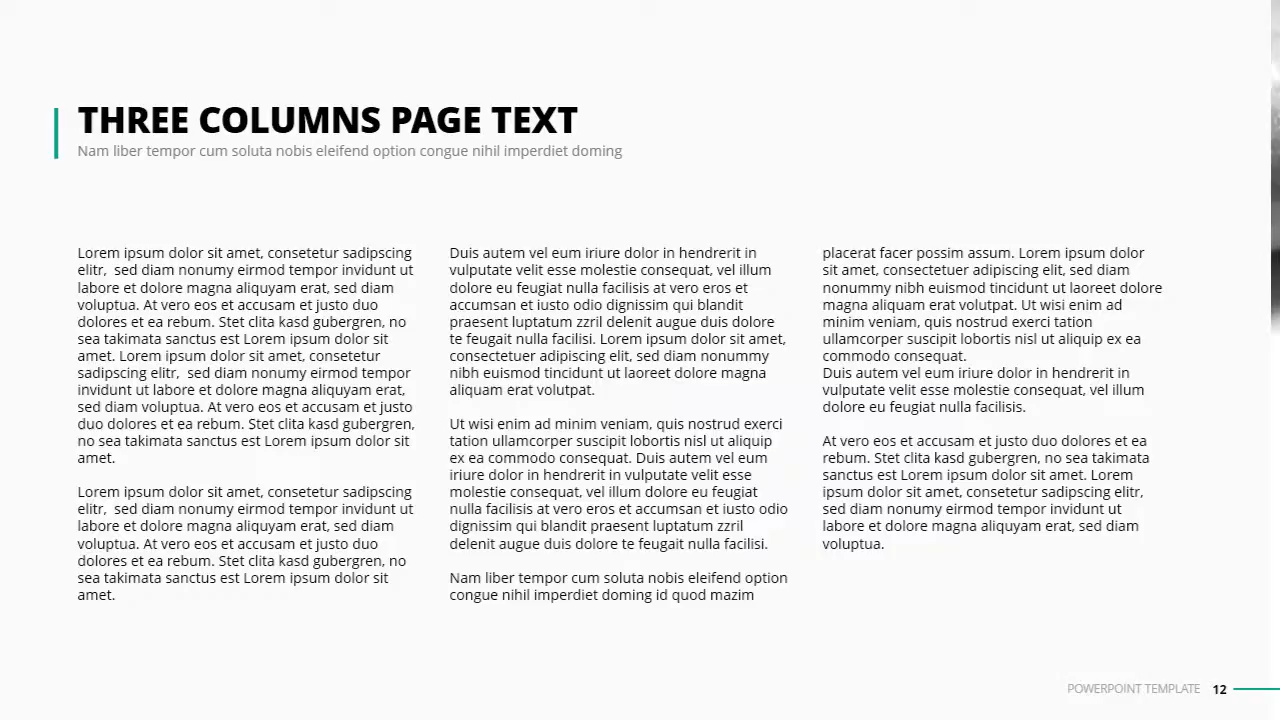 THREE COLUMNS PAGE TEXT
Nam liber tempor cum soluta nobis eleifend option congue nihil imperdiet doming
Lorem ipsum dolor sit amet, consetetur sadipscing
elitr,  sed diam nonumy eirmod tempor invidunt ut
labore et dolore magna aliquyam erat, sed diam
voluptua. At vero eos et accusam et justo duo
dolores et ea rebum. Stet clita kasd gubergren, no
sea takimata sanctus est Lorem ipsum dolor sit
amet. Lorem ipsum dolor sit amet, consetetur
sadipscing elitr,  sed diam nonumy eirmod tempor
invidunt ut labore et dolore magna aliquyam erat,
sed diam voluptua. At vero eos et accusam et justo
duo dolores et ea rebum. Stet clita kasd gubergren,
no sea takimata sanctus est Lorem ipsum dolor sit
amet.
Lorem ipsum dolor sit amet, consetetur sadipscing
elitr,  sed diam nonumy eirmod tempor invidunt ut
labore et dolore magna aliquyam erat, sed diam
voluptua. At vero eos et accusam et justo duo
dolores et ea rebum. Stet clita kasd gubergren, no
sea takimata sanctus est Lorem ipsum dolor sit
amet.
Duis autem vel eum iriure dolor in hendrerit in
vulputate velit esse molestie consequat, vel illum
dolore eu feugiat nulla facilisis at vero eros et
accumsan et iusto odio dignissim qui blandit
praesent luptatum zzril delenit augue duis dolore
te feugait nulla facilisi. Lorem ipsum dolor sit amet,
consectetuer adipiscing elit, sed diam nonummy
nibh euismod tincidunt ut laoreet dolore magna
aliquam erat volutpat.
Ut wisi enim ad minim veniam, quis nostrud exerci
tation ullamcorper suscipit lobortis nisl ut aliquip
ex ea commodo consequat. Duis autem vel eum
iriure dolor in hendrerit in vulputate velit esse
molestie consequat, vel illum dolore eu feugiat
nulla facilisis at vero eros et accumsan et iusto odio
dignissim qui blandit praesent luptatum zzril
delenit augue duis dolore te feugait nulla facilisi.
Nam liber tempor cum soluta nobis eleifend option
congue nihil imperdiet doming id quod mazim
placerat facer possim assum. Lorem ipsum dolor
sit amet, consectetuer adipiscing elit, sed diam
nonummy nibh euismod tincidunt ut laoreet dolore
magna aliquam erat volutpat. Ut wisi enim ad
minim veniam, quis nostrud exerci tation
ullamcorper suscipit lobortis nisl ut aliquip ex ea
commodo consequat.
Duis autem vel eum iriure dolor in hendrerit in
vulputate velit esse molestie consequat, vel illum
dolore eu feugiat nulla facilisis.
At vero eos et accusam et justo duo dolores et ea
rebum. Stet clita kasd gubergren, no sea takimata
sanctus est Lorem ipsum dolor sit amet. Lorem
ipsum dolor sit amet, consetetur sadipscing elitr,
sed diam nonumy eirmod tempor invidunt ut
labore et dolore magna aliquyam erat, sed diam
voluptua.
POWERPOINT TEMPLATE 12